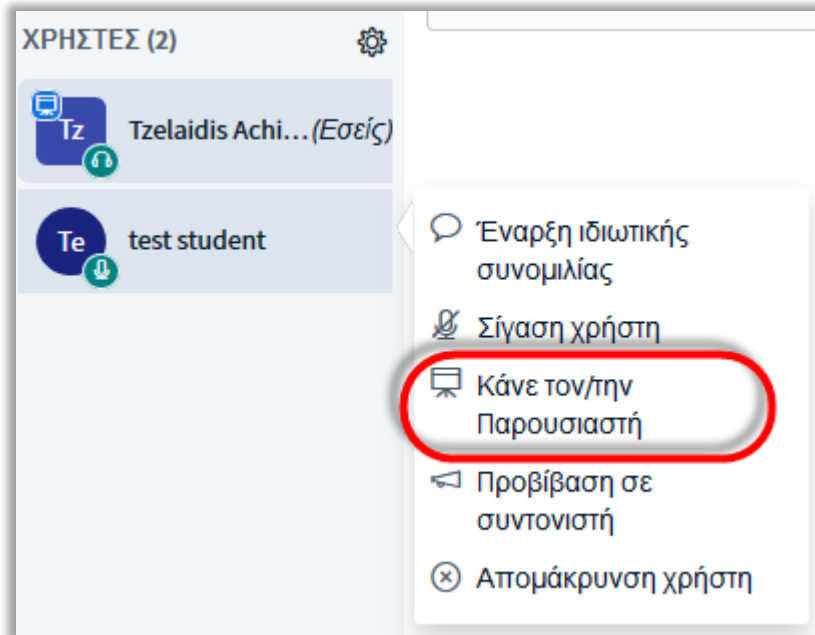 ΧΡΗΣΤΕΣ (2)
Tz
Tzelaidis Achi... (Εσείς)
Te
test student
Έναρξη ιδιωτικής
συνομιλίας
Σίγαση χρήστη
Κάνε τον/την
Παρουσιαστή
Προβίβαση σε
συντονιστή
Απομάκρυνση χρήστη